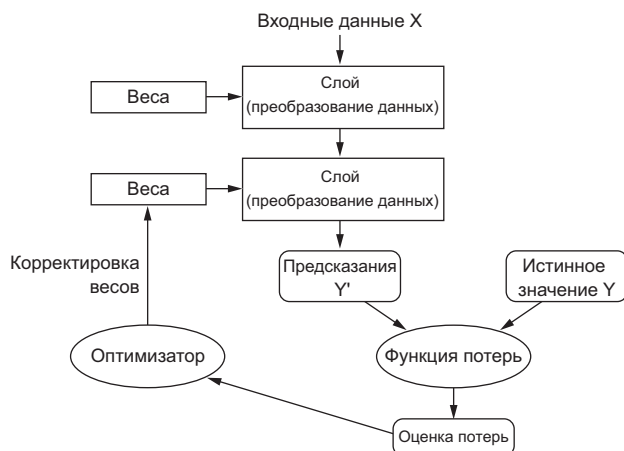 Входные данные X
Слой
(преобразование данных)
Веса
Слой
(преобразование данных)
Веса
Корректировка
весов
Предсказания
Y'
Истинное
значение Y
Оптимизатор
Функция потерь
Оценка потерь